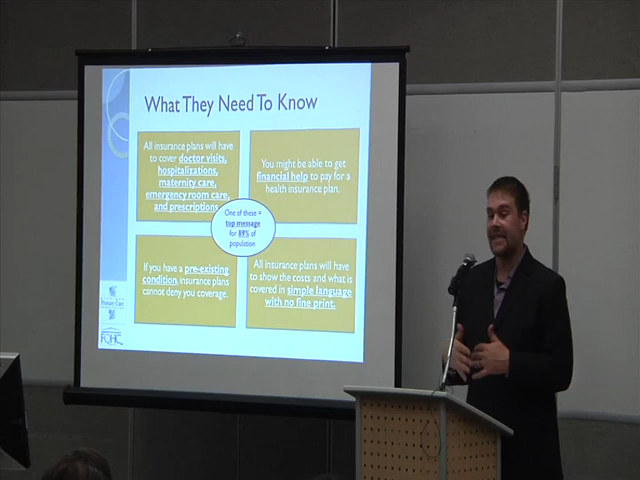 What They Need To Know
All insurance plans will have
to cover doctor visits,
hospitalizations,
maternity care,
emergency room care,
and prescriptions.
You might be able to get
financial help to pay for a
health insurance plan.
One of these =
top message
for 89% of
population
If you have a pre-existing
condition, insurance plans
cannot deny you coverage.
All insurance plans will have
to show the costs and what is
covered in simple language
with no fine print.
Primary Care
FQHC